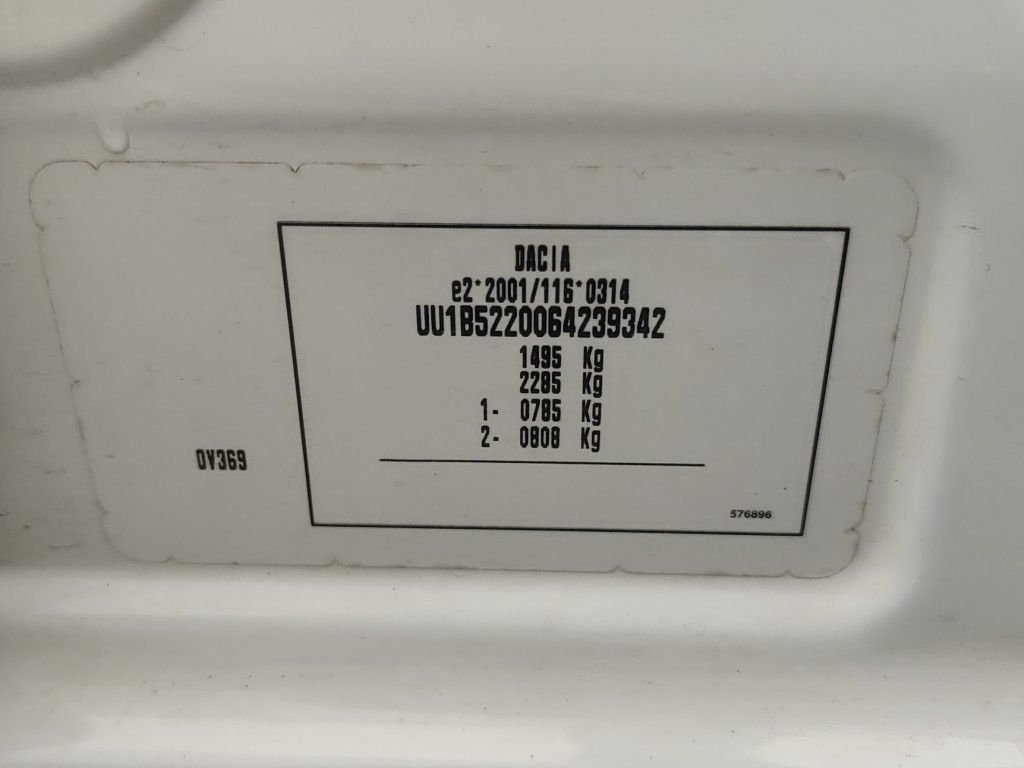 DACIA
e2*2001/116*0314
UU1B5220064239342
1495 Kg
2285 Kg
1- 0785 Kg
2- 0808 Kg
OV369
576896